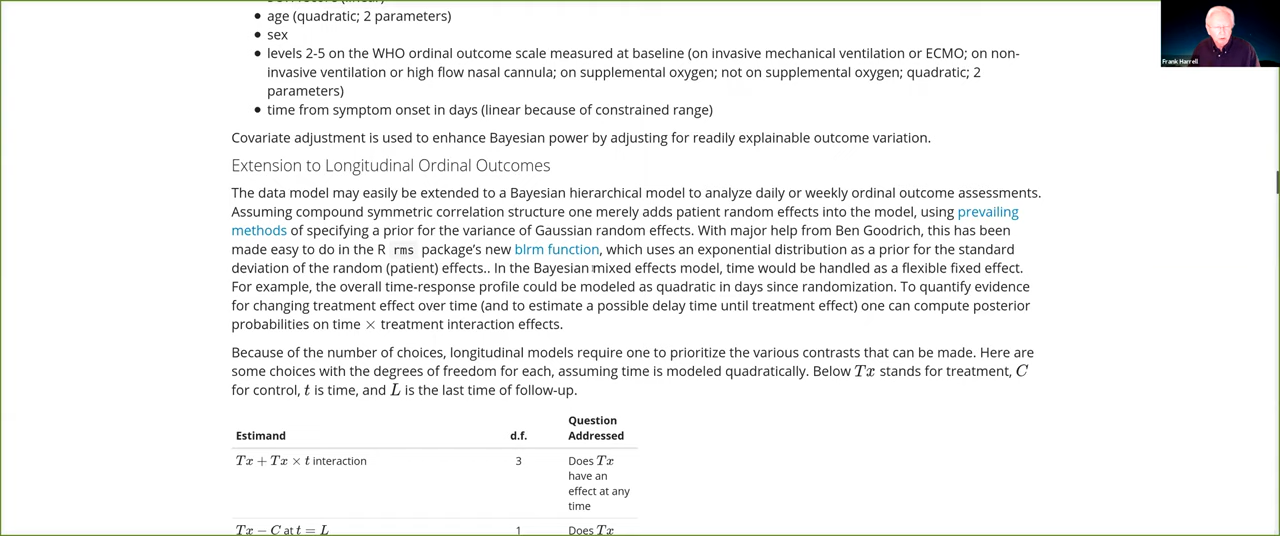 age (quadratic; 2 parameters)
sex
levels 2-5 on the WHO ordinal outcome scale measured at baseline (on invasive mechanical ventilation or ECMO; on non-
invasive ventilation or high flow nasal cannula; on supplemental oxygen; not on supplemental oxygen; quadratic; 2
parameters)
time from symptom onset in days (linear because of constrained range)
Covariate adjustment is used to enhance Bayesian power by adjusting for readily explainable outcome variation.
Extension to Longitudinal Ordinal Outcomes
The data model may easily be extended to a Bayesian hierarchical model to analyze daily or weekly ordinal outcome assessments.
Assuming compound symmetric correlation structure one merely adds patient random effects into the model, using prevailing
methods of specifying a prior for the variance of Gaussian random effects. With major help from Ben Goodrich, this has been
made easy to do in the R rms package's new blrm function, which uses an exponential distribution as a prior for the standard
deviation of the random (patient) effects.. In the Bayesian mixed effects model, time would be handled as a flexible fixed effect.
For example, the overall time-response profile could be modeled as quadratic in days since randomization. To quantify evidence
for changing treatment effect over time (and to estimate a possible delay time until treatment effect) one can compute posterior
probabilities on time × treatment interaction effects.
Because of the number of choices, longitudinal models require one to prioritize the various contrasts that can be made. Here are
some choices with the degrees of freedom for each, assuming time is modeled quadratically. Below Tx stands for treatment, C
for control, t is time, and L is the last time of follow-up.
Estimand d.f. Question Addressed
Tx + Tx × t interaction 3 Does Tx
have an
effect at any
time
Tx − C at t = L 1 Does Tx
Frank Harrell